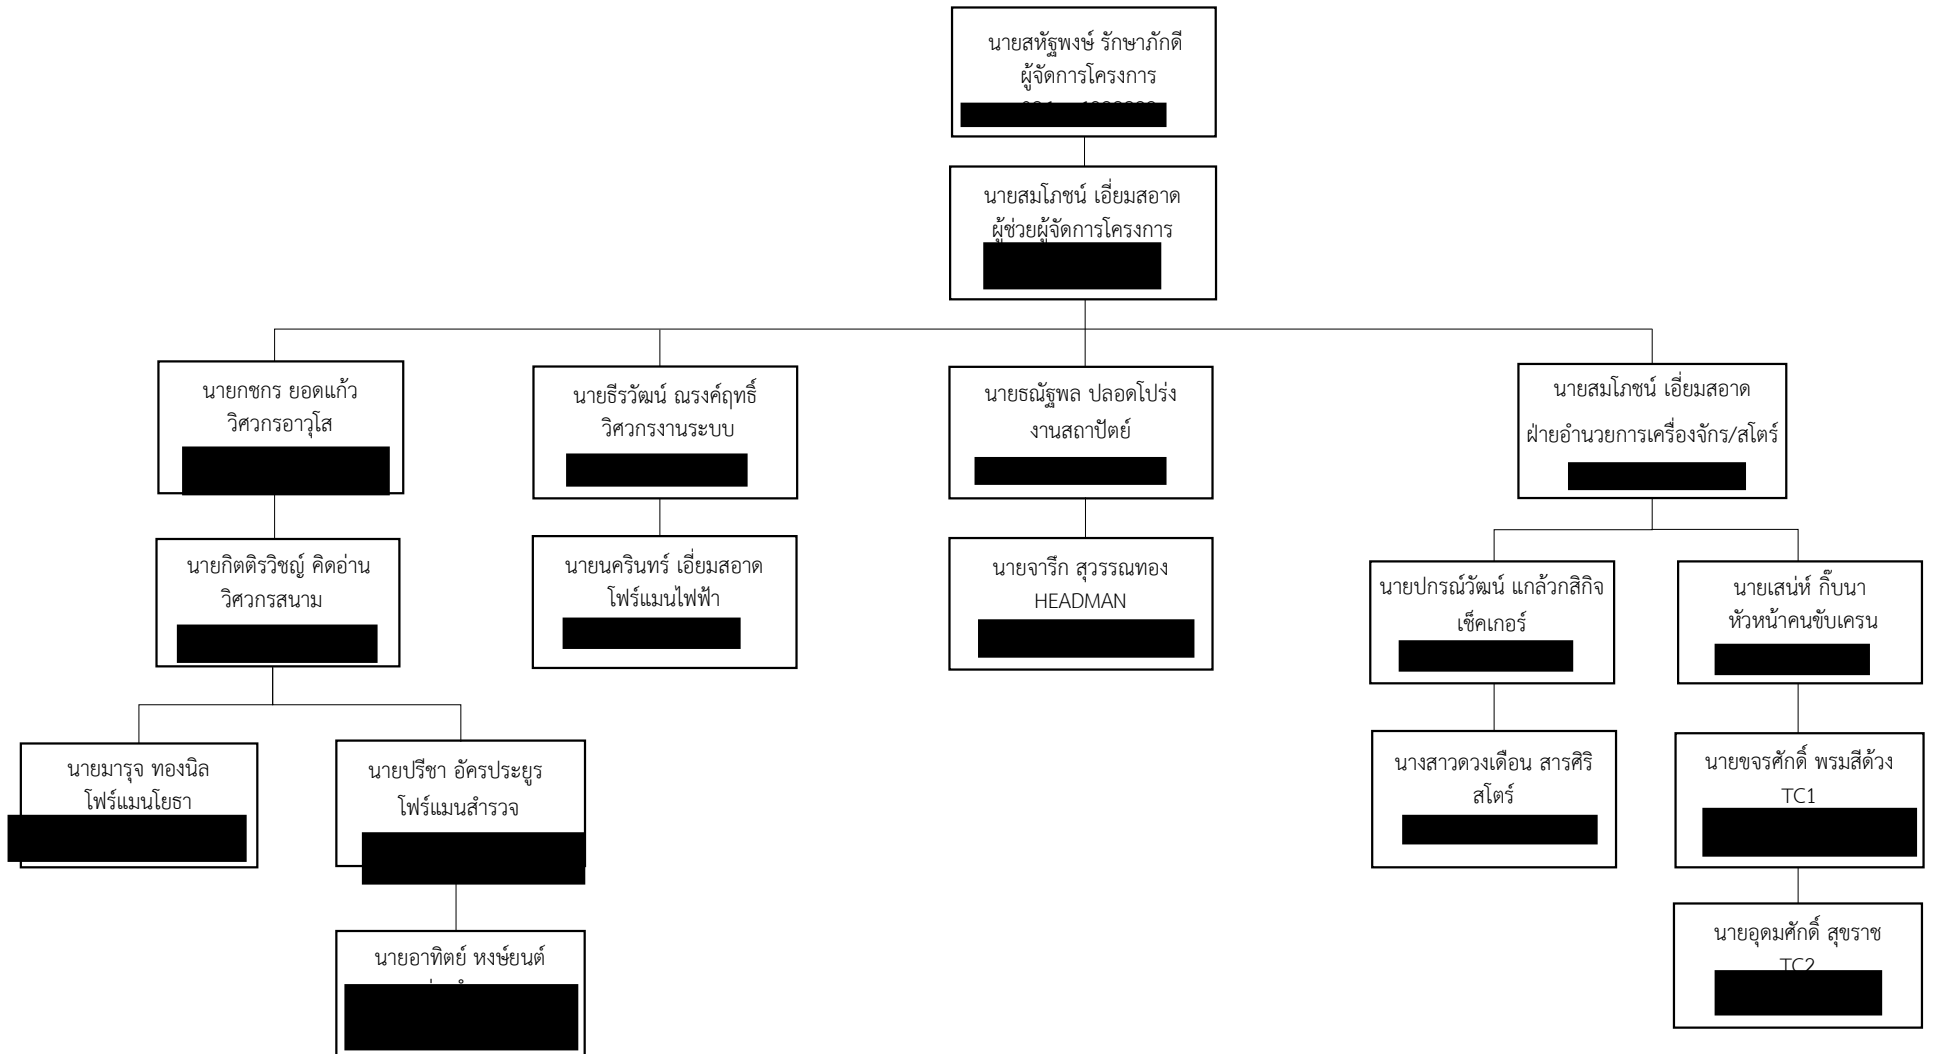 นายสหัฐพงษ์ รักษาภักดี
ผู้จัดการโครงการ
นายสมโภชน์ เอี่ยมสอาด
ผู้ช่วยผู้จัดการโครงการ
นายกชกร ยอดแก้ว
วิศวกรอาวุโส
นายธีรวัฒน์ ณรงค์ฤทธิ์
วิศวกรงานระบบ
นายธณัฐพล ปลอดโปร่ง
งานสถาปัตย์
นายสมโภชน์ เอี่ยมสอาด
ฝ่ายอำนวยการเครื่องจักร/สโตร์
นายกิตติรวิชญ์ คิดอ่าน
วิศวกรสนาม
นายนครินทร์ เอี่ยมสอาด
โฟร์แมนไฟฟ้า
นายจารึก สุวรรณทอง
HEADMAN
นายปกรณ์วัฒน์ แกล้วกสิกิจ
เช็คเกอร์
นายเสน่ห์ กิ๊บนา
หัวหน้าคนขับเครน
นายมารุจ ทองนิล
โฟร์แมนโยธา
นายปรีชา อัครประยูร
โฟร์แมนสำรวจ
นางสาวดวงเดือน สารศิริ
สโตร์
นายขจรศักดิ์ พรมสีด้วง
TC1
นายอาทิตย์ หงษ์ยนต์
นายอุดมศักดิ์ สุขราช
TC2